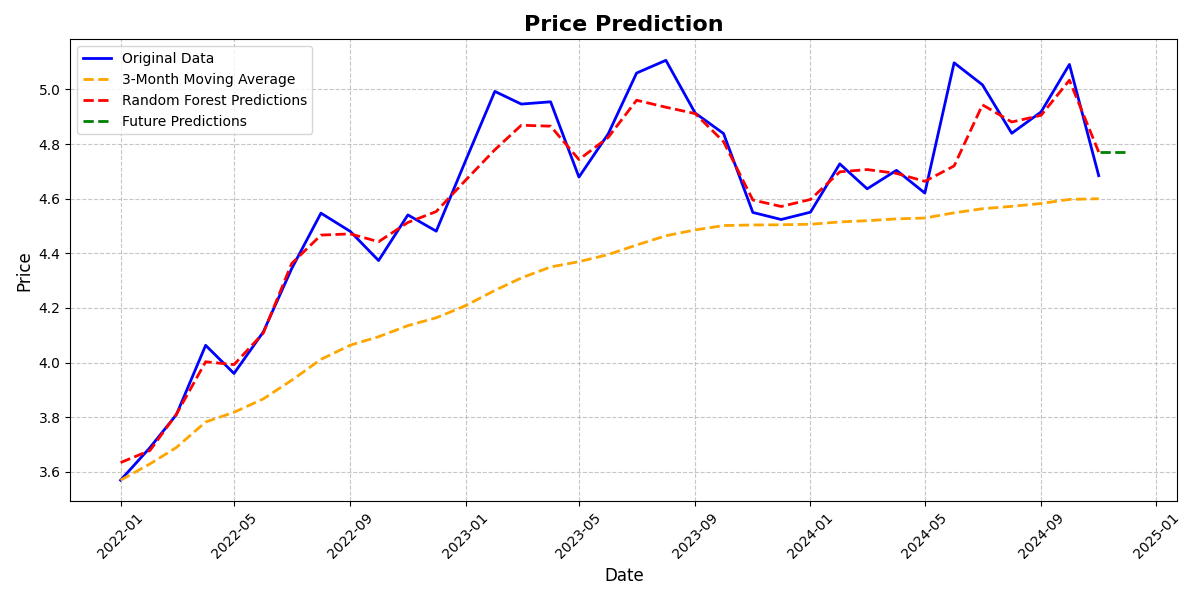 Price Prediction
Original Data
3-Month Moving Average
Random Forest Predictions
Future Predictions
Price
5.0
4.8
4.6
4.4
4.2
4.0
3.8
3.6
2022-01
2022-05
2022-09
2023-01
2023-05
2023-09
2024-01
2024-05
2024-09
2025-01
Date